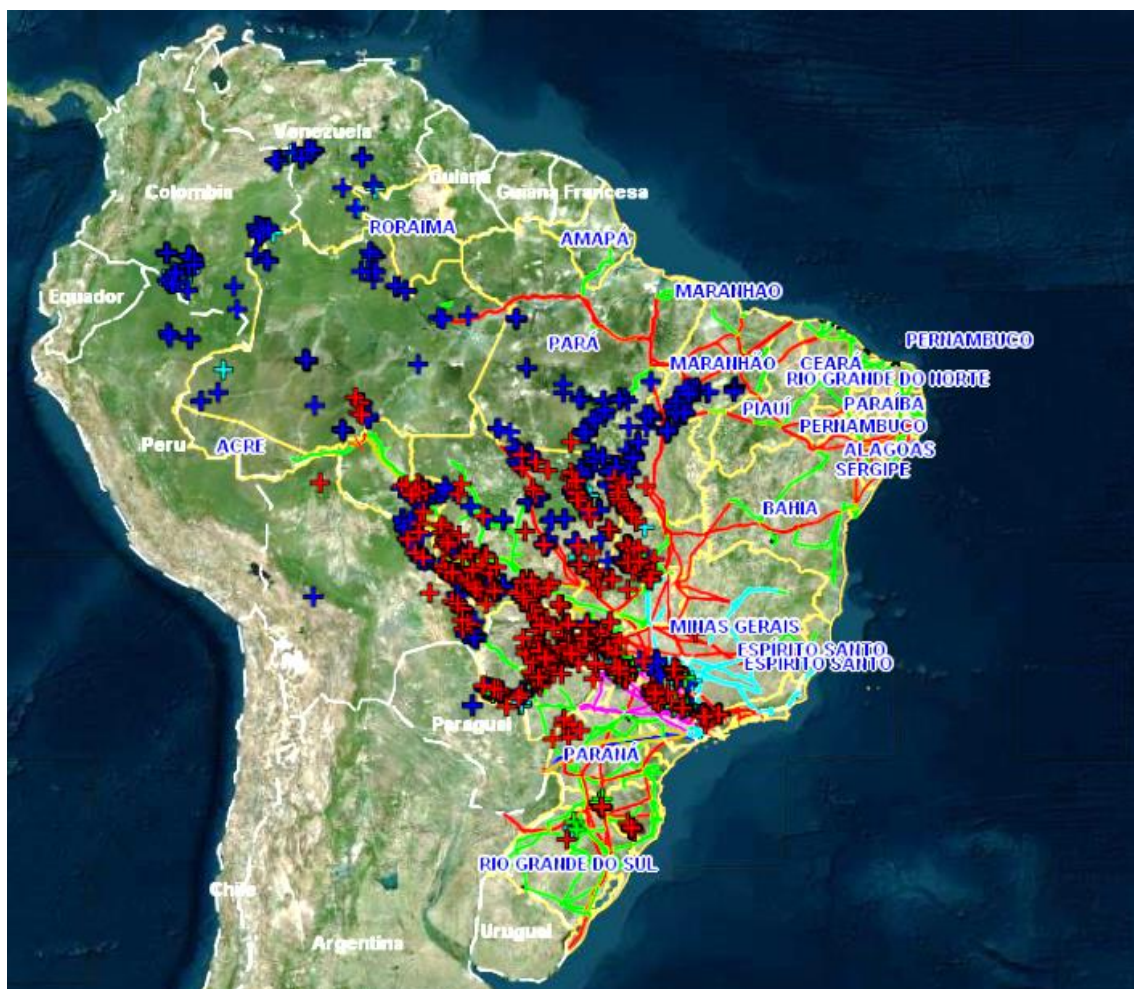 Venezuela
Guiana
Guiana Francesa
Colombia
RORAIMA
AMAPÁ
Equador
MARANHAO
PARÁ
PERNAMBUCO
MARANHAO
CEARÁ
RIO GRANDE DO NORTE
PIAUÍ
PARAÍBA
PERNAMBUCO
Peru
ACRE
ALAGOAS
SERGIPE
BAHIA
MINAS GERAIS
ESPÍRITO SANTO
ESPÍRITO SANTO
Paraguai
PARANÁ
RIO GRANDE DO SUL
Chile
Argentina
Uruguai